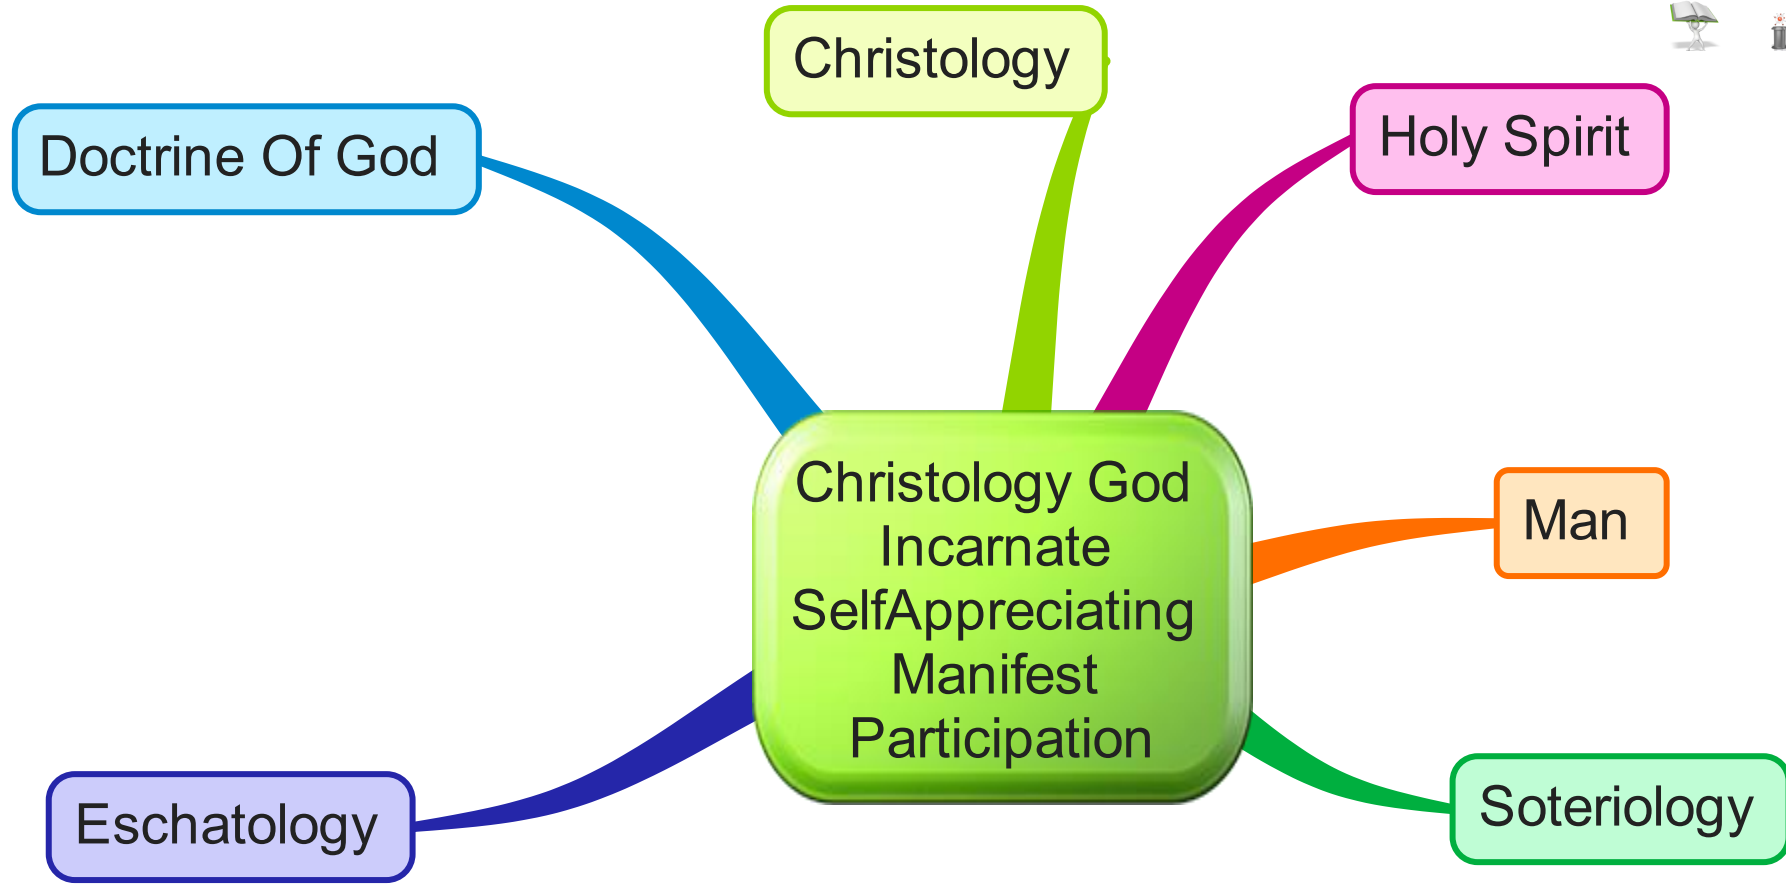 Christology
Doctrine Of God
Holy Spirit
Christology God
Incarnate
SelfAppreciating
Manifest
Participation
Man
Soteriology
Eschatology